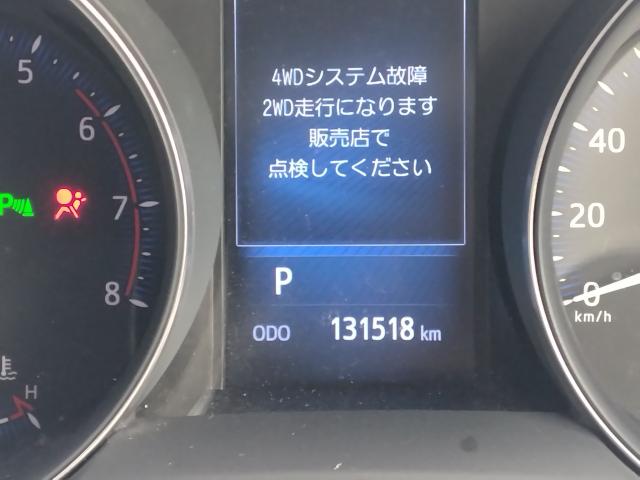 4WDシステム故障
2WD走行になります
販売店で
点検してください
P
ODO 131518 km
5
6
7
8
P
H
40
20
0
km/h